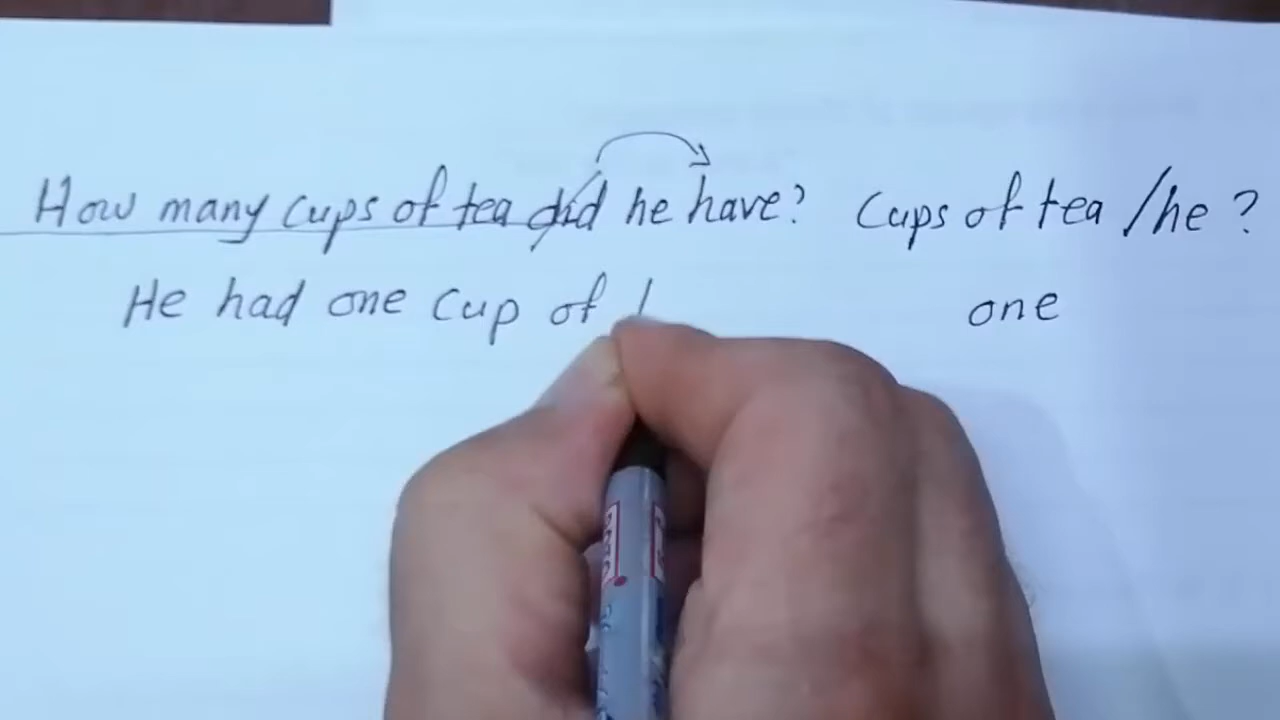 How many cups of tea did he have? Cups of tea /he ?
He had one cup of one